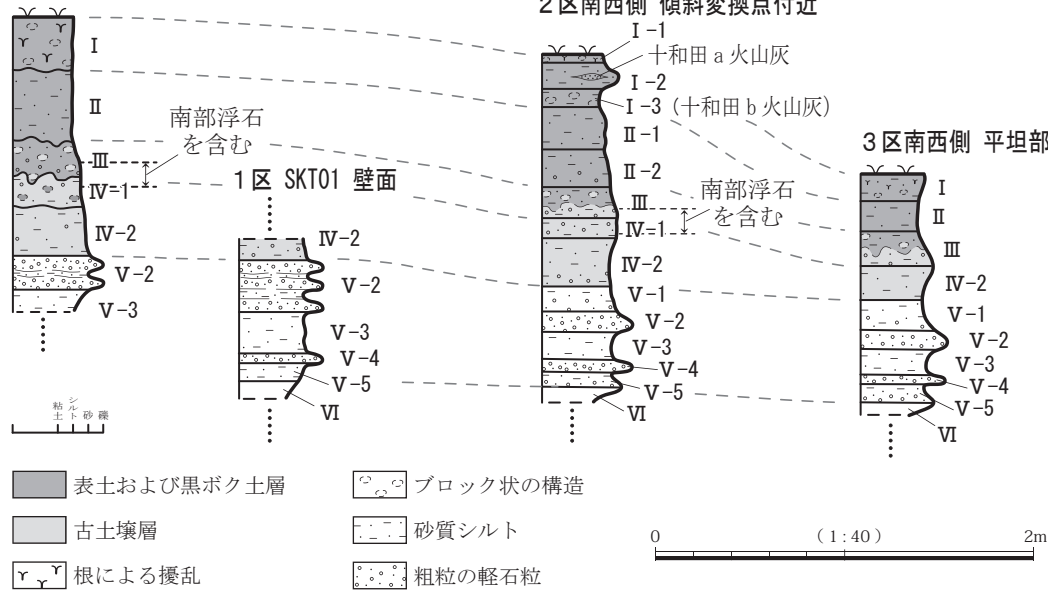 2区南西側 傾斜変換点付近
Ⅰ
Ⅱ
南部浮石
を含む
Ⅲ
Ⅳ-1
Ⅳ-2
Ⅴ-2
Ⅴ-3
1区 SKT01 壁面
Ⅳ-2
Ⅴ-2
Ⅴ-3
Ⅴ-4
Ⅴ-5
Ⅵ
Ⅰ-1
十和田a火山灰
Ⅰ-2
Ⅰ-3(十和田b火山灰)
Ⅱ-1
Ⅱ-2
Ⅲ
南部浮石
を含む
Ⅳ-1
Ⅳ-2
Ⅴ-1
Ⅴ-2
Ⅴ-3
Ⅴ-4
Ⅴ-5
Ⅵ
3区南西側 平坦部
Ⅰ
Ⅱ
Ⅲ
Ⅳ-2
Ⅴ-1
Ⅴ-2
Ⅴ-3
Ⅴ-4
Ⅴ-5
Ⅵ
粘土 シルト 砂 礫
表土および黒ボク土層
古土壌層
根による擾乱
ブロック状の構造
砂質シルト
粗粒の軽石粒
0 (1:40) 2m